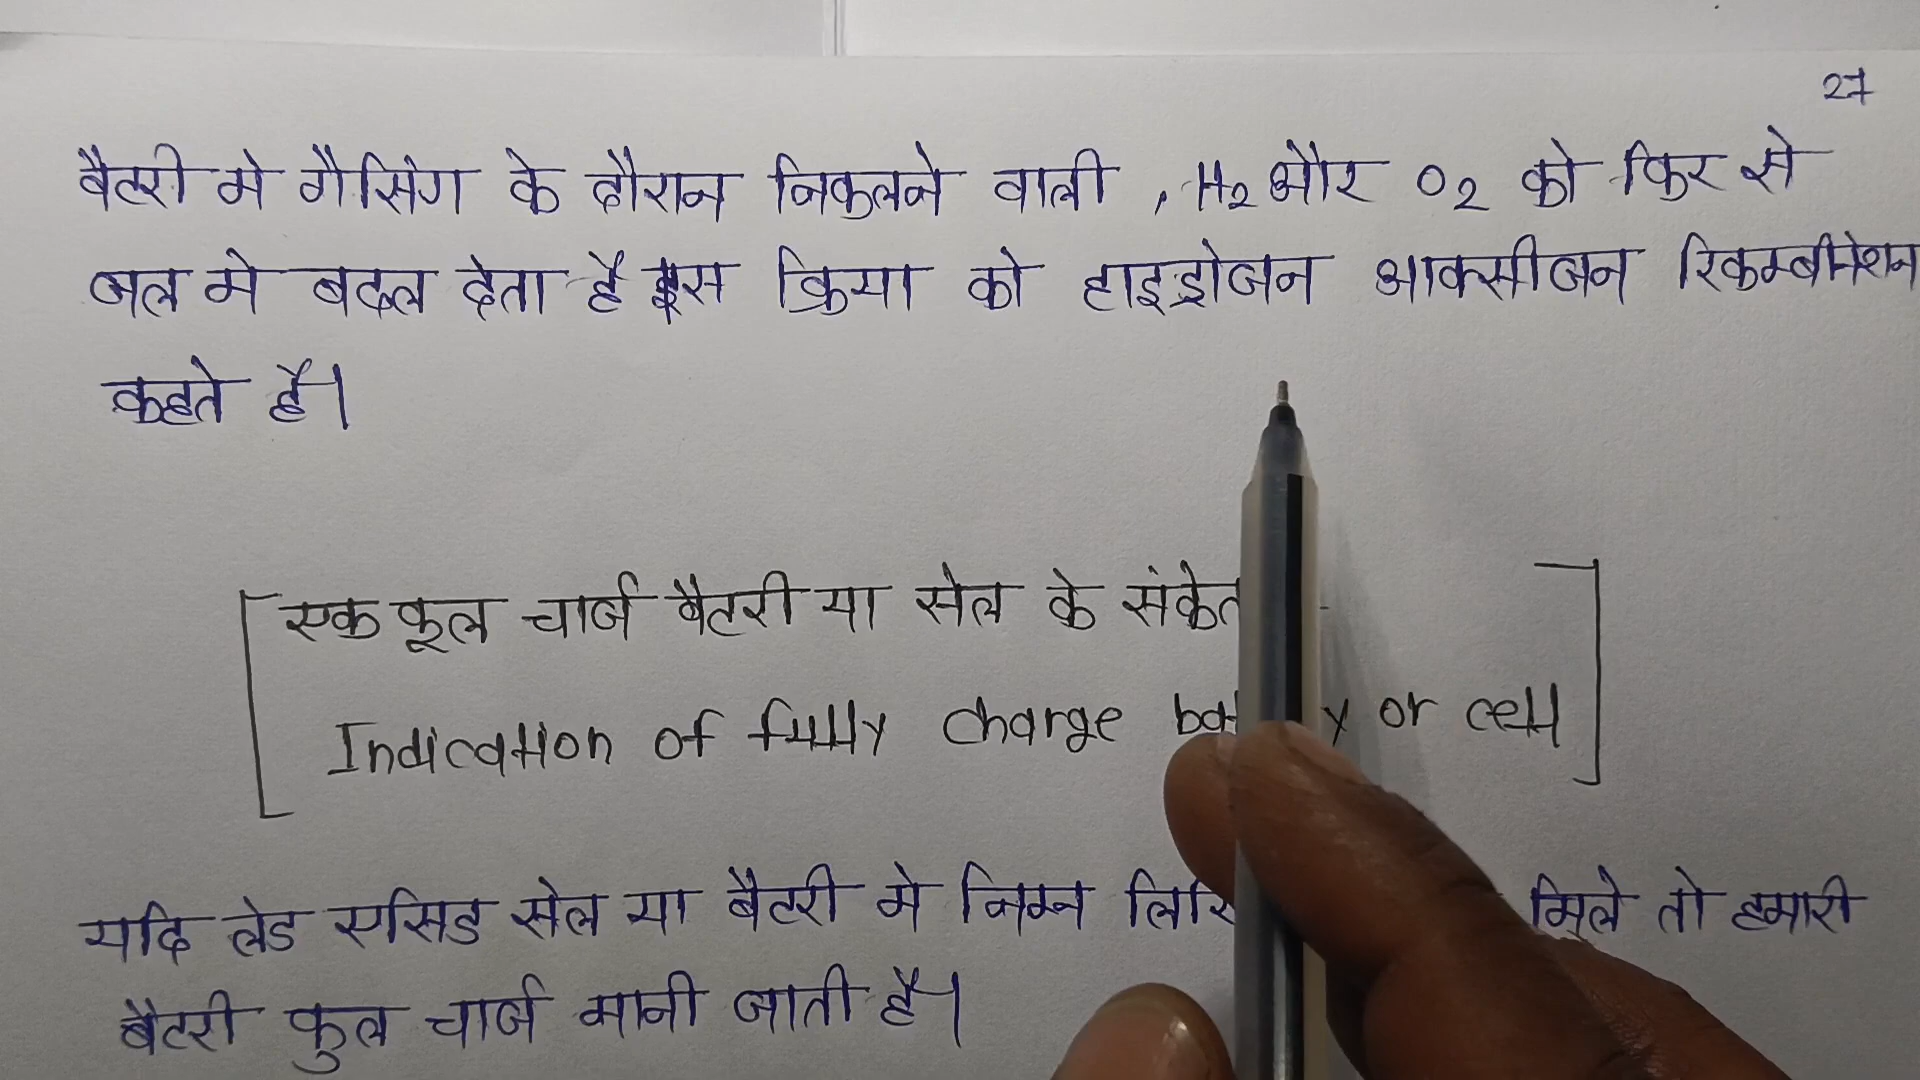 27
बैटरी मे गैसिंग के दौरान निकलने वाली , H2 और O2 को फिर से
जल मे बदल देता है इस क्रिया को हाइड्रोजन आक्सीजन रिकम्बीनेशन
कहते है।
एक फूल चार्ज बैटरी या सेल के संकेत
Indication of fully charge or cell
यदि लेड एसिड सेल या बैटरी मे निम्न मिले तो हमारी
बैटरी फुल चार्ज मानी जाती है।